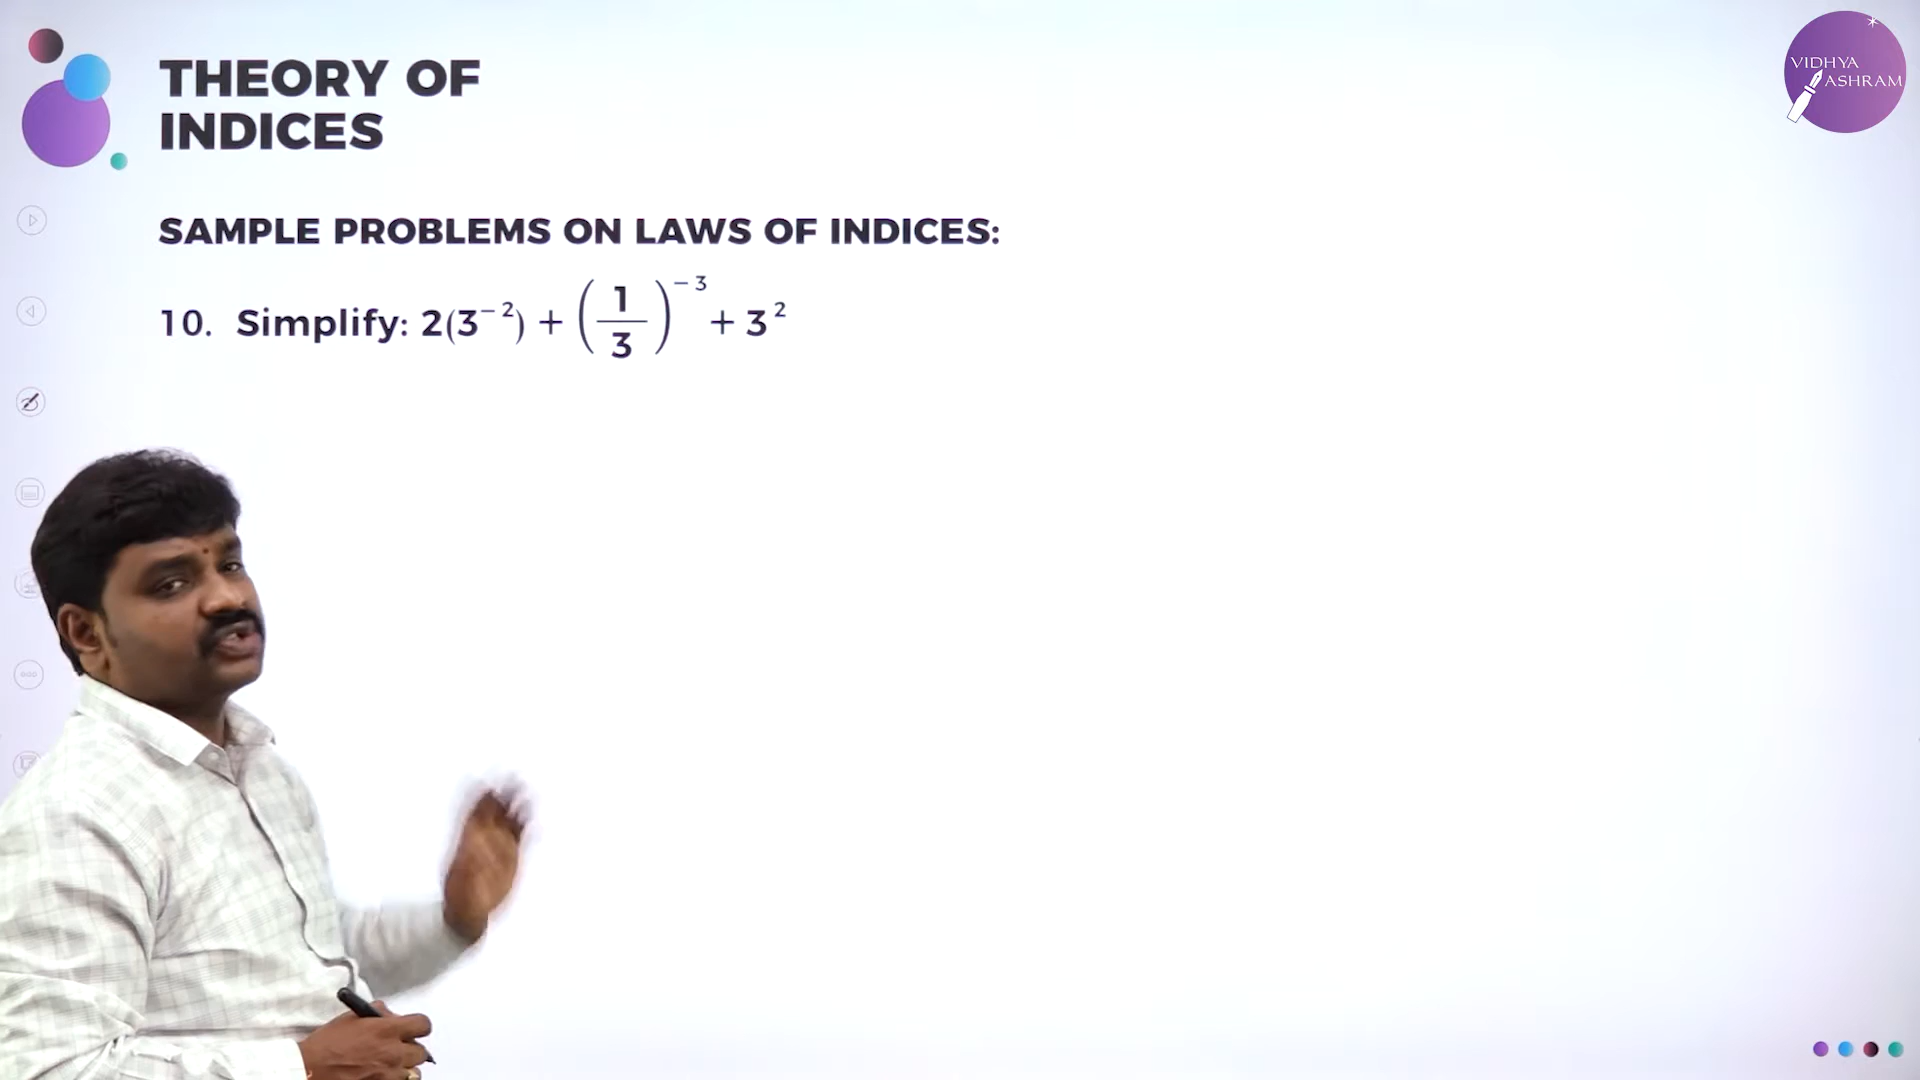 THEORY OF
INDICES
VIDHYA
ASHRAM
SAMPLE PROBLEMS ON LAWS OF INDICES:
10. Simplify: 2(3⁻²) + (1/3)⁻³ + 3²